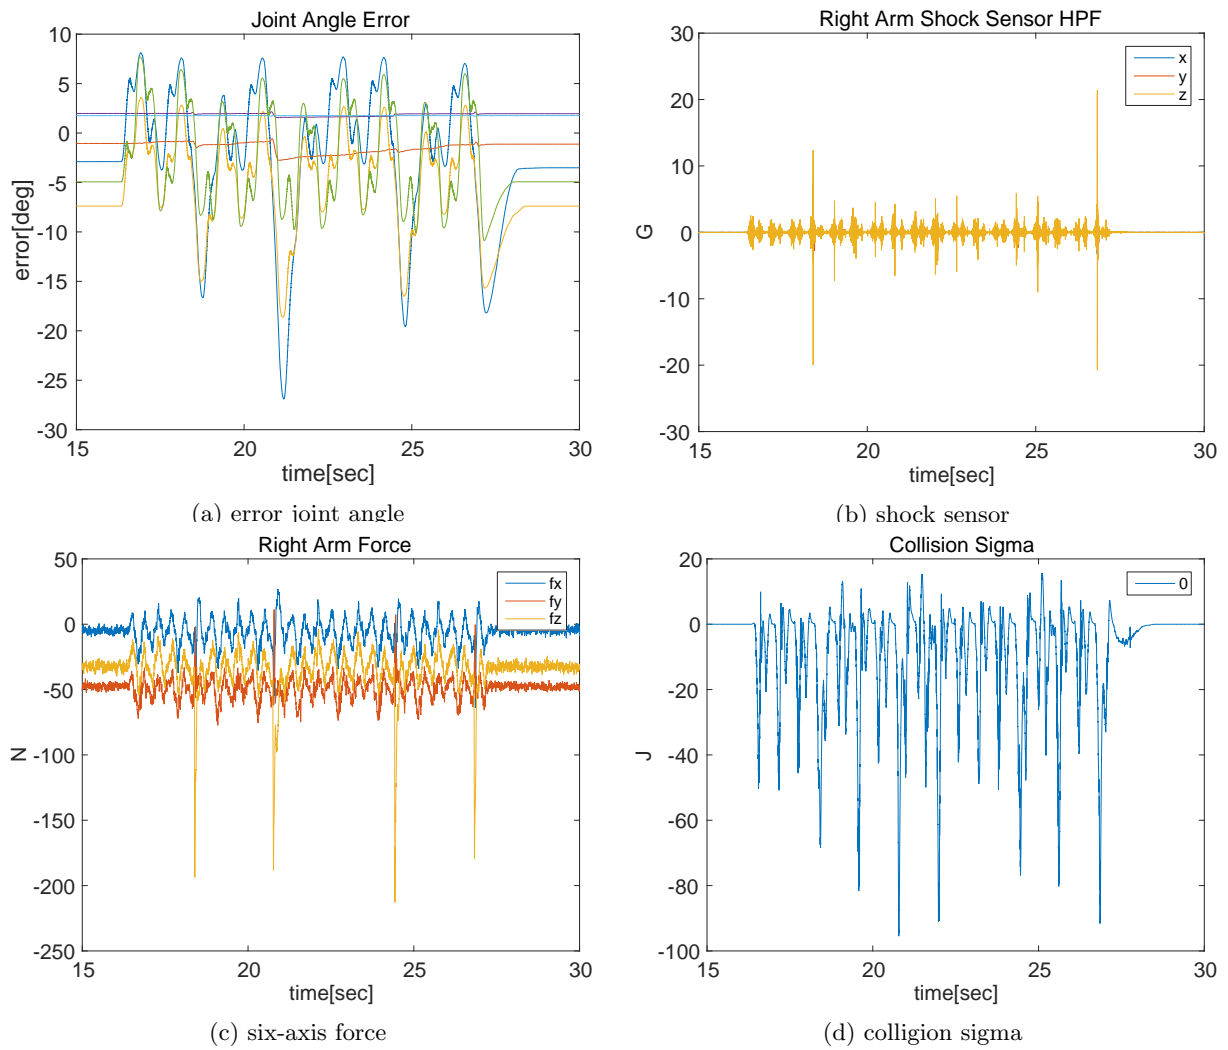 Joint Angle Error
10
5
0
-5
-10
-15
-20
-25
-30
error[deg]
15 20 25 30
time[sec]
(a) error joint angle
Right Arm Shock Sensor HPF
30
20
10
0
-10
-20
-30
G
x
y
z
15 20 25 30
time[sec]
(b) shock sensor
Right Arm Force
50
0
-50
-100
-150
-200
-250
N
fx
fy
fz
15 20 25 30
time[sec]
(c) six-axis force
Collision Sigma
20
0
-20
-40
-60
-80
-100
J
0
15 20 25 30
time[sec]
(d) colligion sigma